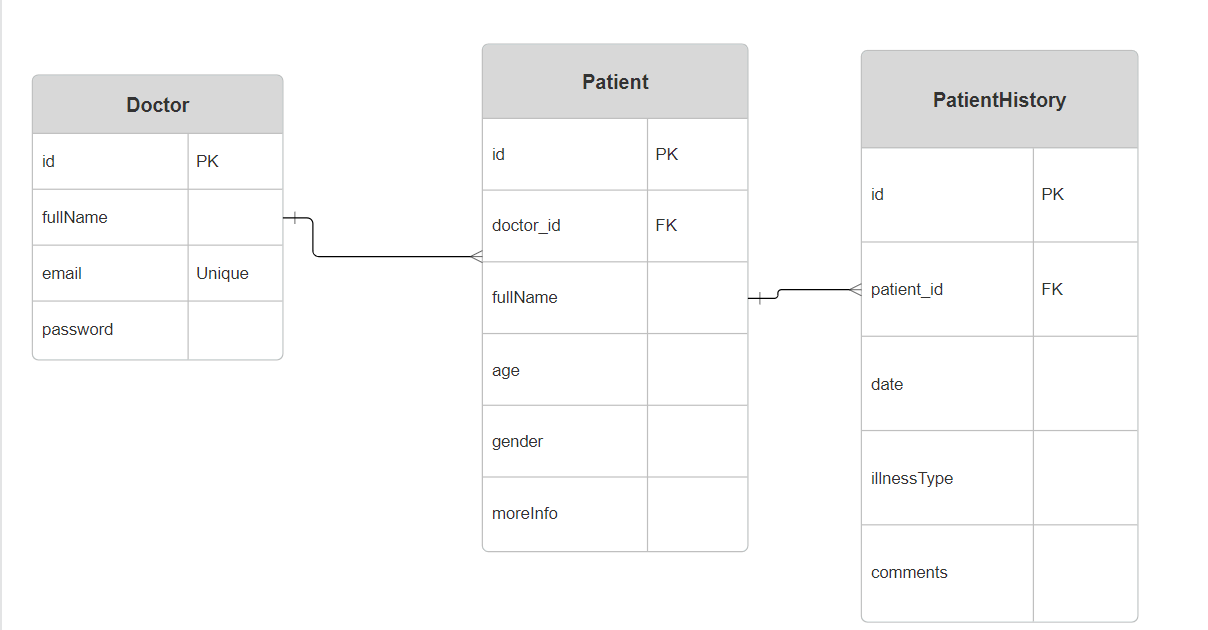 Doctor
id PK
fullName
email Unique
password
Patient
id PK
doctor_id FK
fullName
age
gender
moreInfo
PatientHistory
id PK
patient_id FK
date
illnessType
comments